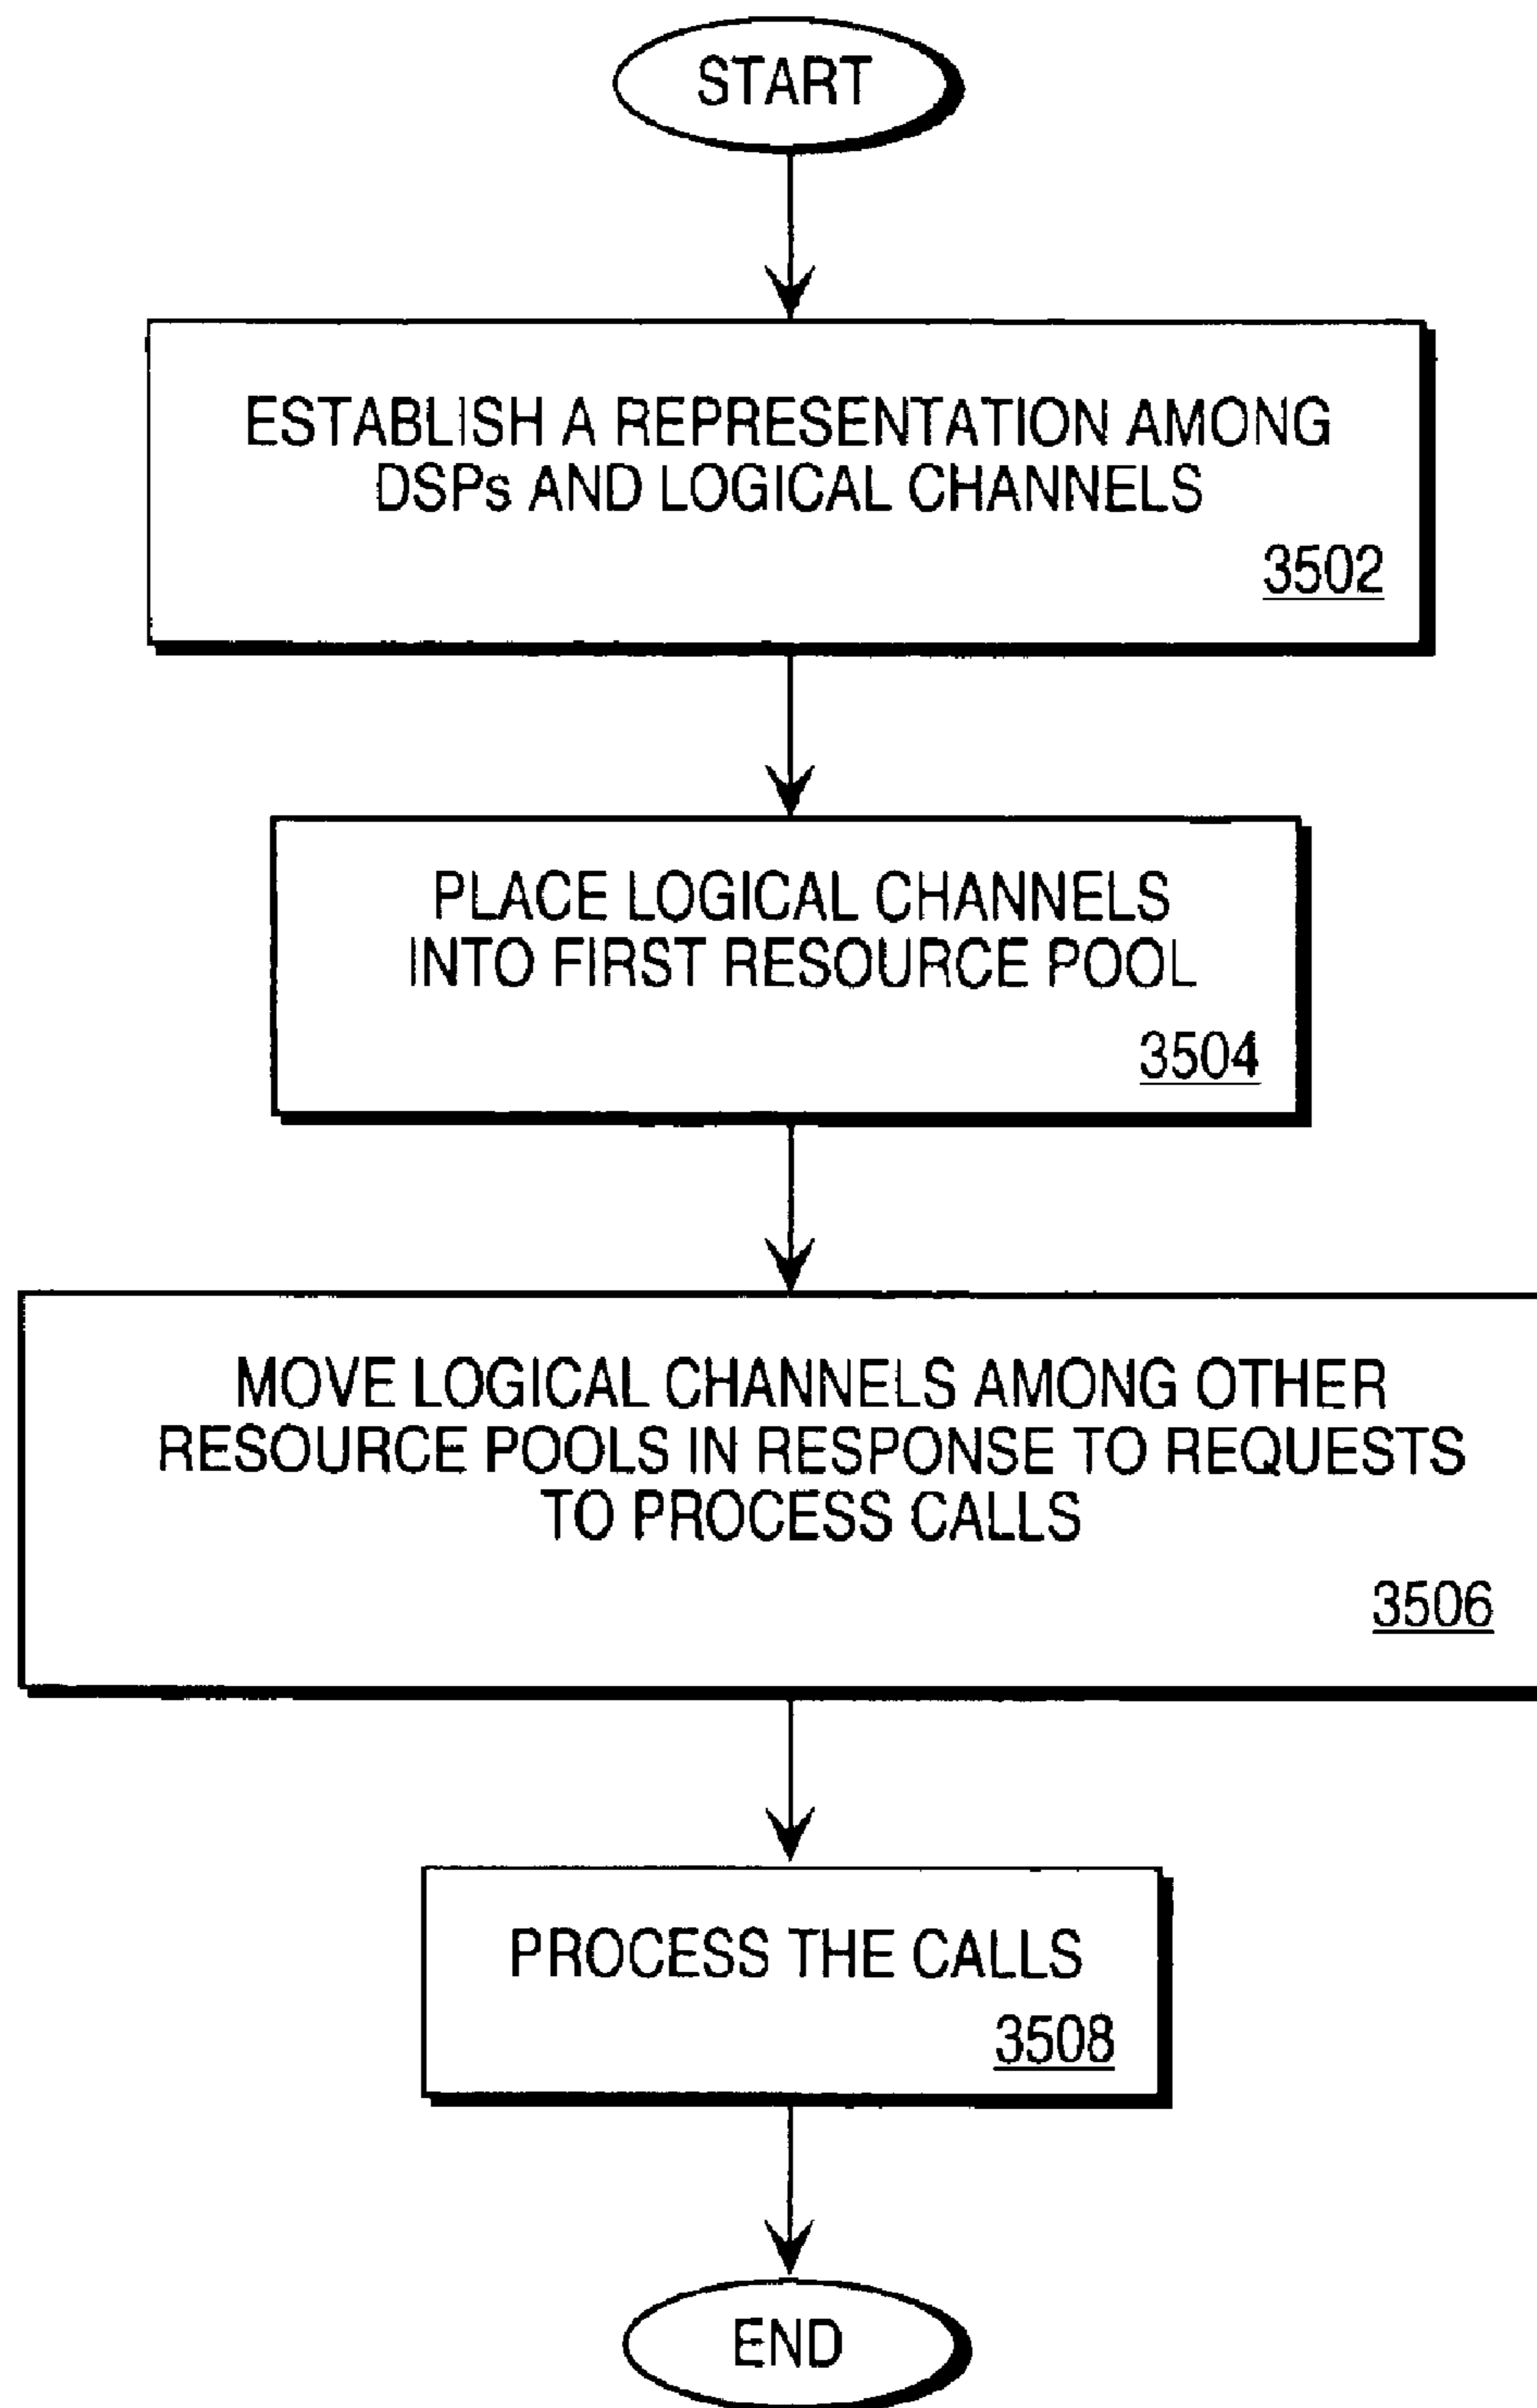 START
ESTABLISH A REPRESENTATION AMONG
DSPs AND LOGICAL CHANNELS
3502
PLACE LOGICAL CHANNELS
INTO FIRST RESOURCE POOL
3504
MOVE LOGICAL CHANNELS AMONG OTHER
RESOURCE POOLS IN RESPONSE TO REQUESTS
TO PROCESS CALLS
3506
PROCESS THE CALLS
3508
END